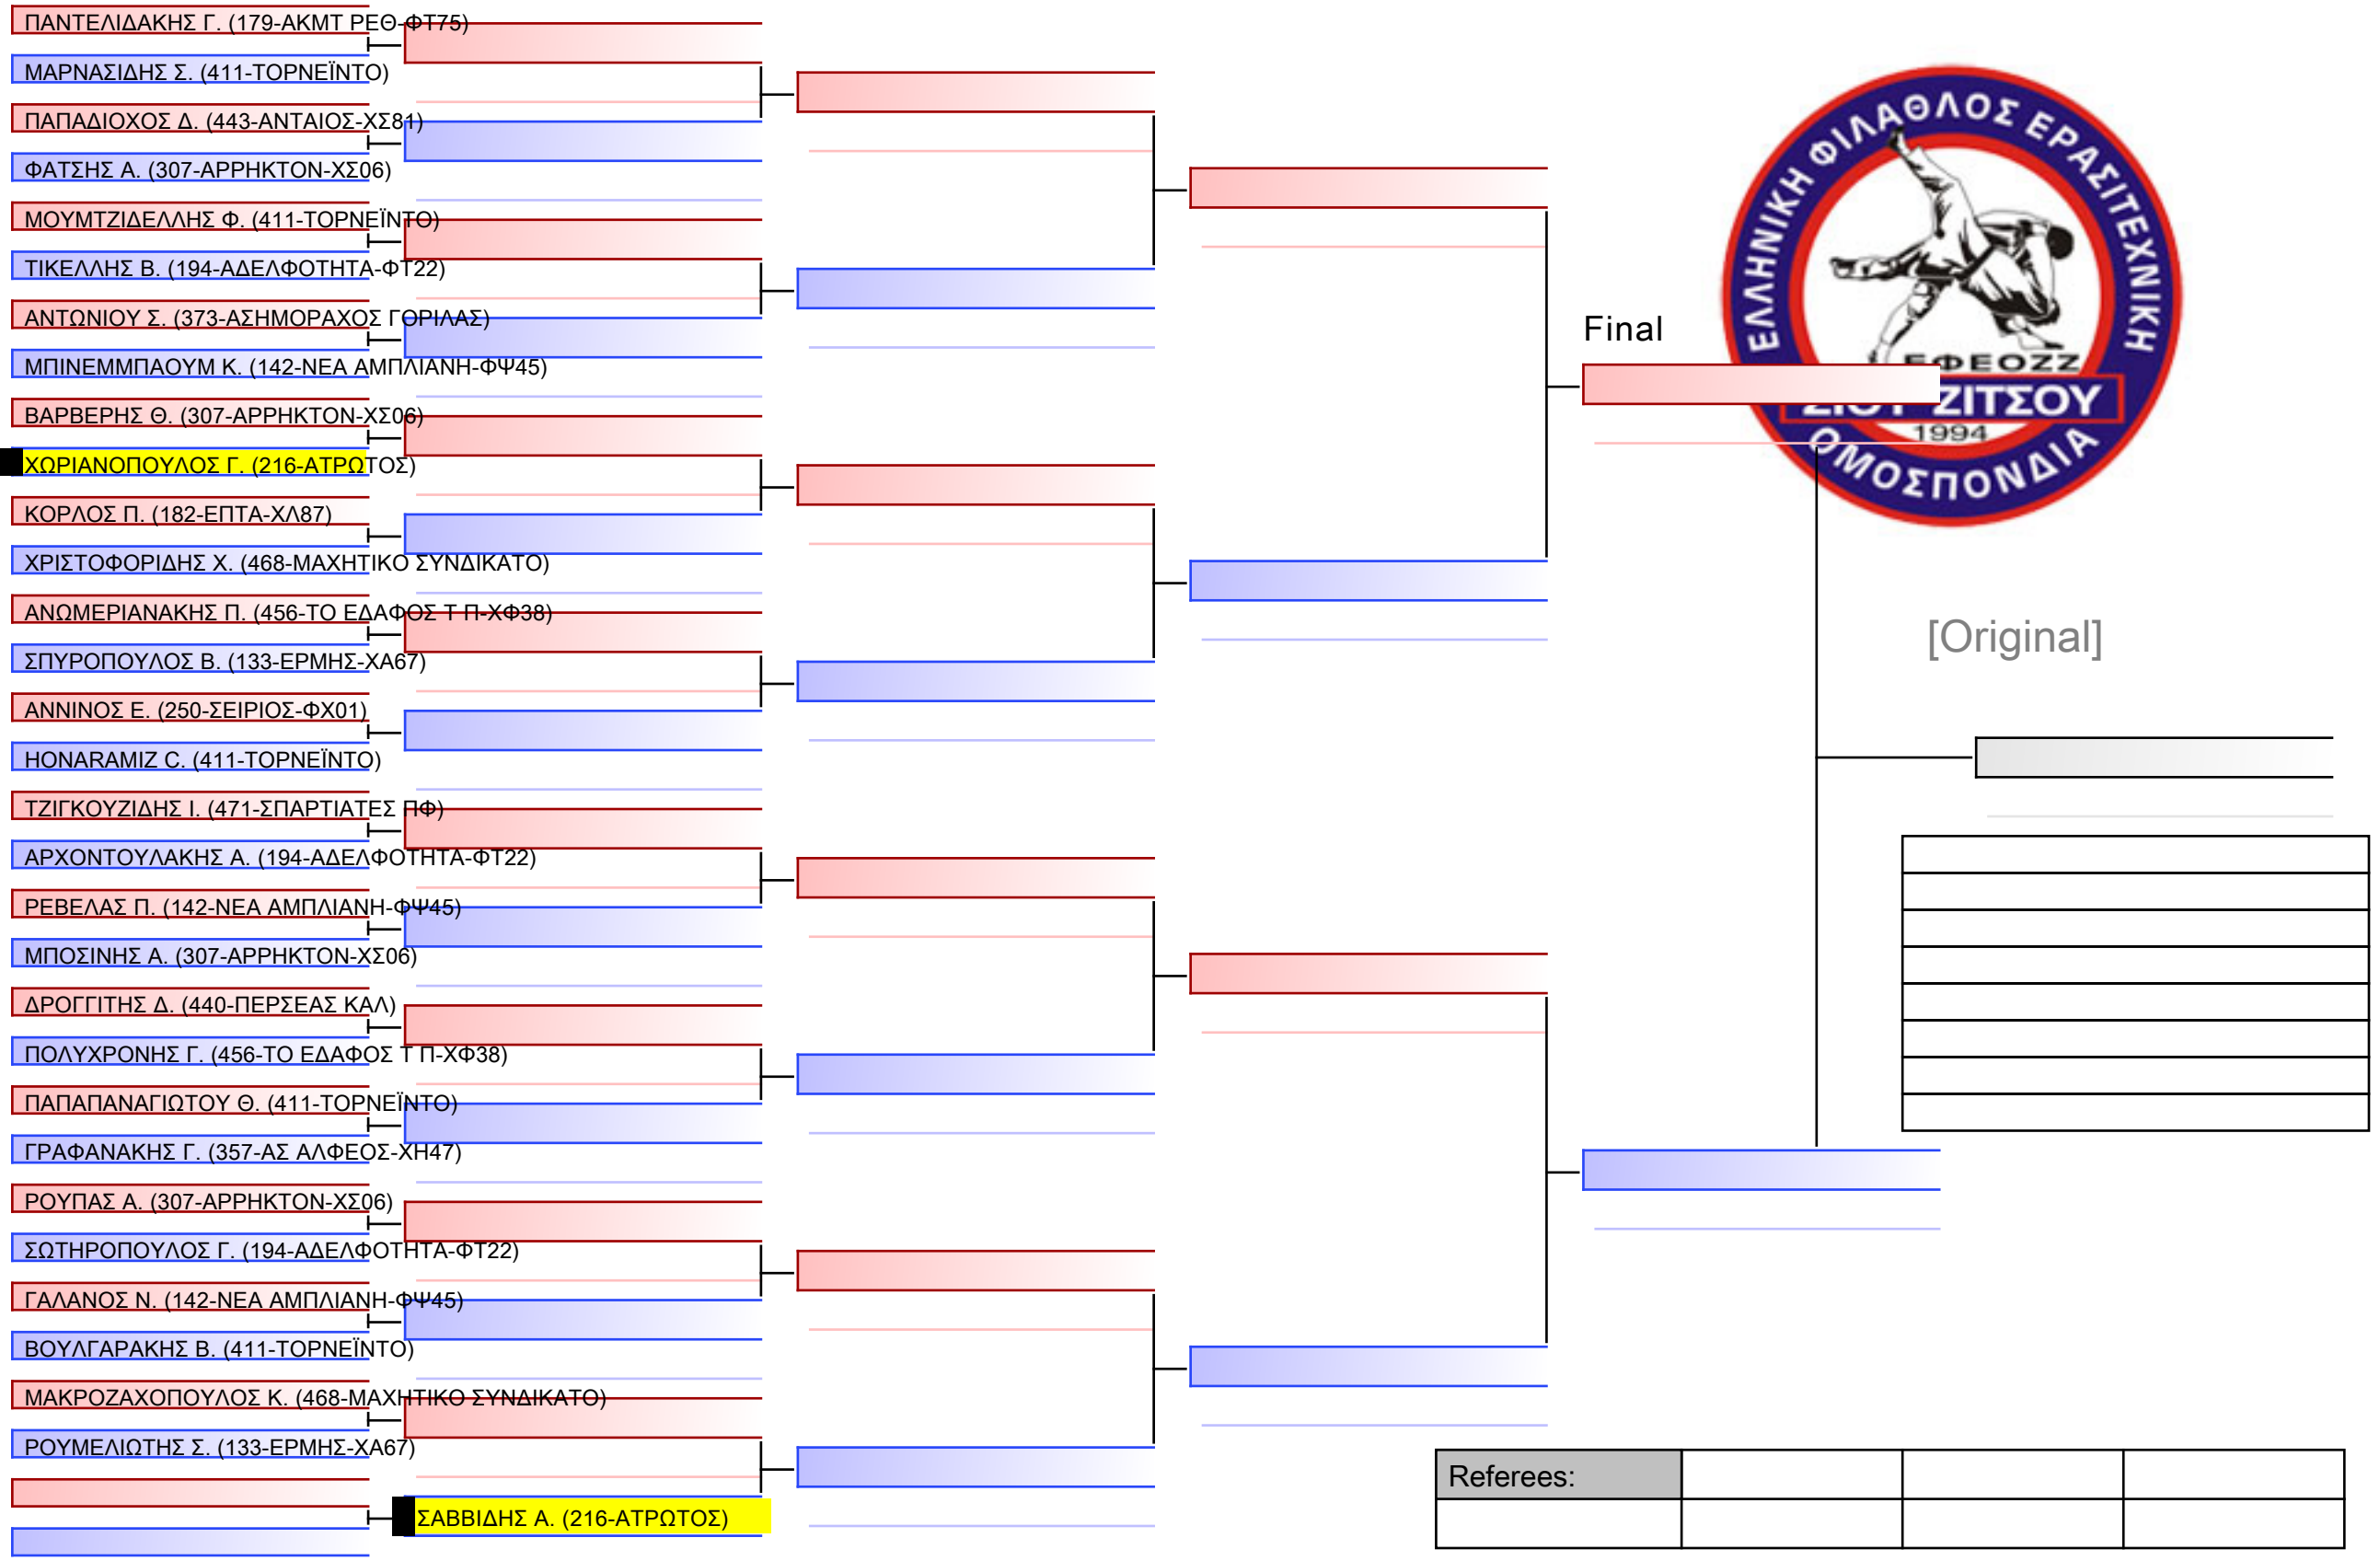 ΠΑΝΤΕΛΙΔΑΚΗΣ Γ. (179-ΑΚΜΤ ΡΕΘ-ΦΤ75)
ΜΑΡΝΑΣΙΔΗΣ Σ. (411-ΤΟΡΝΕΪΝΤΟ)
ΠΑΠΑΔΙΟΧΟΣ Δ. (443-ΑΝΤΑΙΟΣ-ΧΣ81)
ΦΑΤΣΗΣ Α. (307-ΑΡΡΗΚΤΟΝ-ΧΣ06)
ΜΟΥΜΤΖΙΔΕΛΛΗΣ Φ. (411-ΤΟΡΝΕΪΝΤΟ)
ΤΙΚΕΛΛΗΣ Β. (194-ΑΔΕΛΦΟΤΗΤΑ-ΦΤ22)
ΑΝΤΩΝΙΟΥ Σ. (373-ΑΣΗΜΟΡΑΧΟΣ ΓΟΡΙΛΑΣ)
ΜΠΙΝΕΜΜΠΑΟΥΜ Κ. (142-ΝΕΑ ΑΜΠΛΙΑΝΗ-ΦΨ45)
ΒΑΡΒΕΡΗΣ Θ. (307-ΑΡΡΗΚΤΟΝ-ΧΣ06)
ΧΩΡΙΑΝΟΠΟΥΛΟΣ Γ. (216-ΑΤΡΩΤΟΣ)
ΚΟΡΛΟΣ Π. (182-ΕΠΤΑ-ΧΛ87)
ΧΡΙΣΤΟΦΟΡΙΔΗΣ Χ. (468-ΜΑΧΗΤΙΚΟ ΣΥΝΔΙΚΑΤΟ)
ΑΝΩΜΕΡΙΑΝΑΚΗΣ Π. (456-ΤΟ ΕΔΑΦΟΣ Τ Π-ΧΦ38)
ΣΠΥΡΟΠΟΥΛΟΣ Β. (133-ΕΡΜΗΣ-ΧΑ67)
ΑΝΝΙΝΟΣ Ε. (250-ΣΕΙΡΙΟΣ-ΦΧ01)
HONARAMIZ C. (411-ΤΟΡΝΕΪΝΤΟ)
ΤΖΙΓΚΟΥΖΙΔΗΣ Ι. (471-ΣΠΑΡΤΙΑΤΕΣ ΠΦ)
ΑΡΧΟΝΤΟΥΛΑΚΗΣ Α. (194-ΑΔΕΛΦΟΤΗΤΑ-ΦΤ22)
ΡΕΒΕΛΑΣ Π. (142-ΝΕΑ ΑΜΠΛΙΑΝΗ-ΦΨ45)
ΜΠΟΣΙΝΗΣ Α. (307-ΑΡΡΗΚΤΟΝ-ΧΣ06)
ΔΡΟΓΓΙΤΗΣ Δ. (440-ΠΕΡΣΕΑΣ ΚΑΛ)
ΠΟΛΥΧΡΟΝΗΣ Γ. (456-ΤΟ ΕΔΑΦΟΣ Τ Π-ΧΦ38)
ΠΑΠΑΠΑΝΑΓΙΩΤΟΥ Θ. (411-ΤΟΡΝΕΪΝΤΟ)
ΓΡΑΦΑΝΑΚΗΣ Γ. (357-ΑΣ ΑΛΦΕΟΣ-ΧΗ47)
ΡΟΥΠΑΣ Α. (307-ΑΡΡΗΚΤΟΝ-ΧΣ06)
ΣΩΤΗΡΟΠΟΥΛΟΣ Γ. (194-ΑΔΕΛΦΟΤΗΤΑ-ΦΤ22)
ΓΑΛΑΝΟΣ Ν. (142-ΝΕΑ ΑΜΠΛΙΑΝΗ-ΦΨ45)
ΒΟΥΛΓΑΡΑΚΗΣ Β. (411-ΤΟΡΝΕΪΝΤΟ)
ΜΑΚΡΟΖΑΧΟΠΟΥΛΟΣ Κ. (468-ΜΑΧΗΤΙΚΟ ΣΥΝΔΙΚΑΤΟ)
ΡΟΥΜΕΛΙΩΤΗΣ Σ. (133-ΕΡΜΗΣ-ΧΑ67)
ΣΑΒΒΙΔΗΣ Α. (216-ΑΤΡΩΤΟΣ)
Final
ΕΛΛΗΝΙΚΗ ΦΙΛΑΘΛΟΣ ΕΡΑΣΙΤΕΧΝΙΚΗ
ΕΦΕΟΖΖ
ΖΙΟΥ ΖΙΤΣΟΥ
1994
ΟΜΟΣΠΟΝΔΙΑ
[Original]
Referees: